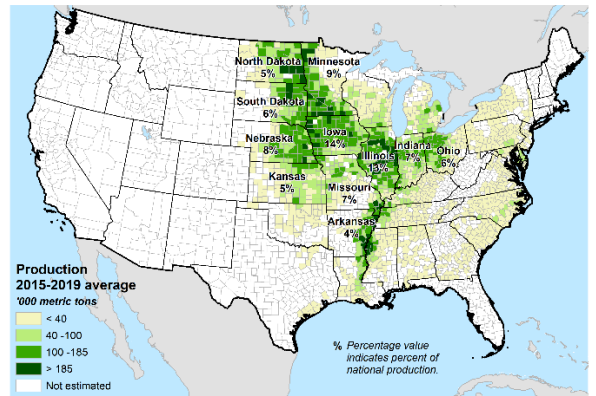 North Dakota
5%
Minnesota
9%
South Dakota
6%
Nebraska
8%
Iowa
14%
Illinois
13%
Indiana
7%
Ohio
6%
Kansas
5%
Missouri
7%
Arkansas
4%
Production
2015-2019 average
'000 metric tons
< 40
40 -100
100 -185
> 185
Not estimated
% Percentage value
indicates percent of
national production.